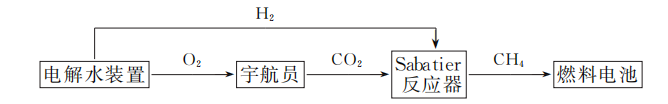 H₂
电解水装置
O₂
宇航员
CO₂
Sabatier
反应器
CH₄
燃料电池